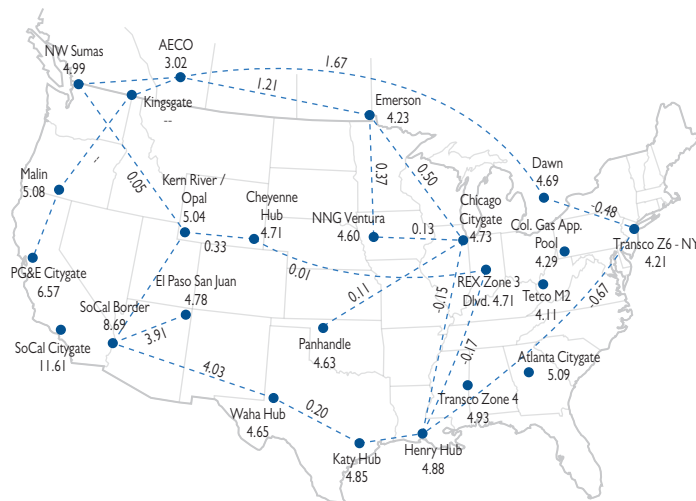 AECO
3.02
1.67
NW Sumas
4.99
Kingsgate
--
1.21
Emerson
4.23
-
Malin
5.08
0.05
Kern River /
Opal
5.04
0.33
Cheyenne
Hub
4.71
0.37
0.50
NNG Ventura
4.60
0.13
Chicago
Citygate
4.73
Dawn
4.69
-0.48
Col. Gas App.
Pool
4.29
Transco Z6 - NY
4.21
PG&E Citygate
6.57
0.01
El Paso San Juan
4.78
REX Zone 3
Dlvd. 4.71
-0.67
Tetco M2
4.11
SoCal Border
8.69
3.91
0.11
-0.15
-0.17
SoCal Citygate
11.61
Panhandle
4.63
Atlanta Citygate
5.09
4.03
Waha Hub
4.65
0.20
Transco Zone 4
4.93
Katy Hub
4.85
Henry Hub
4.88